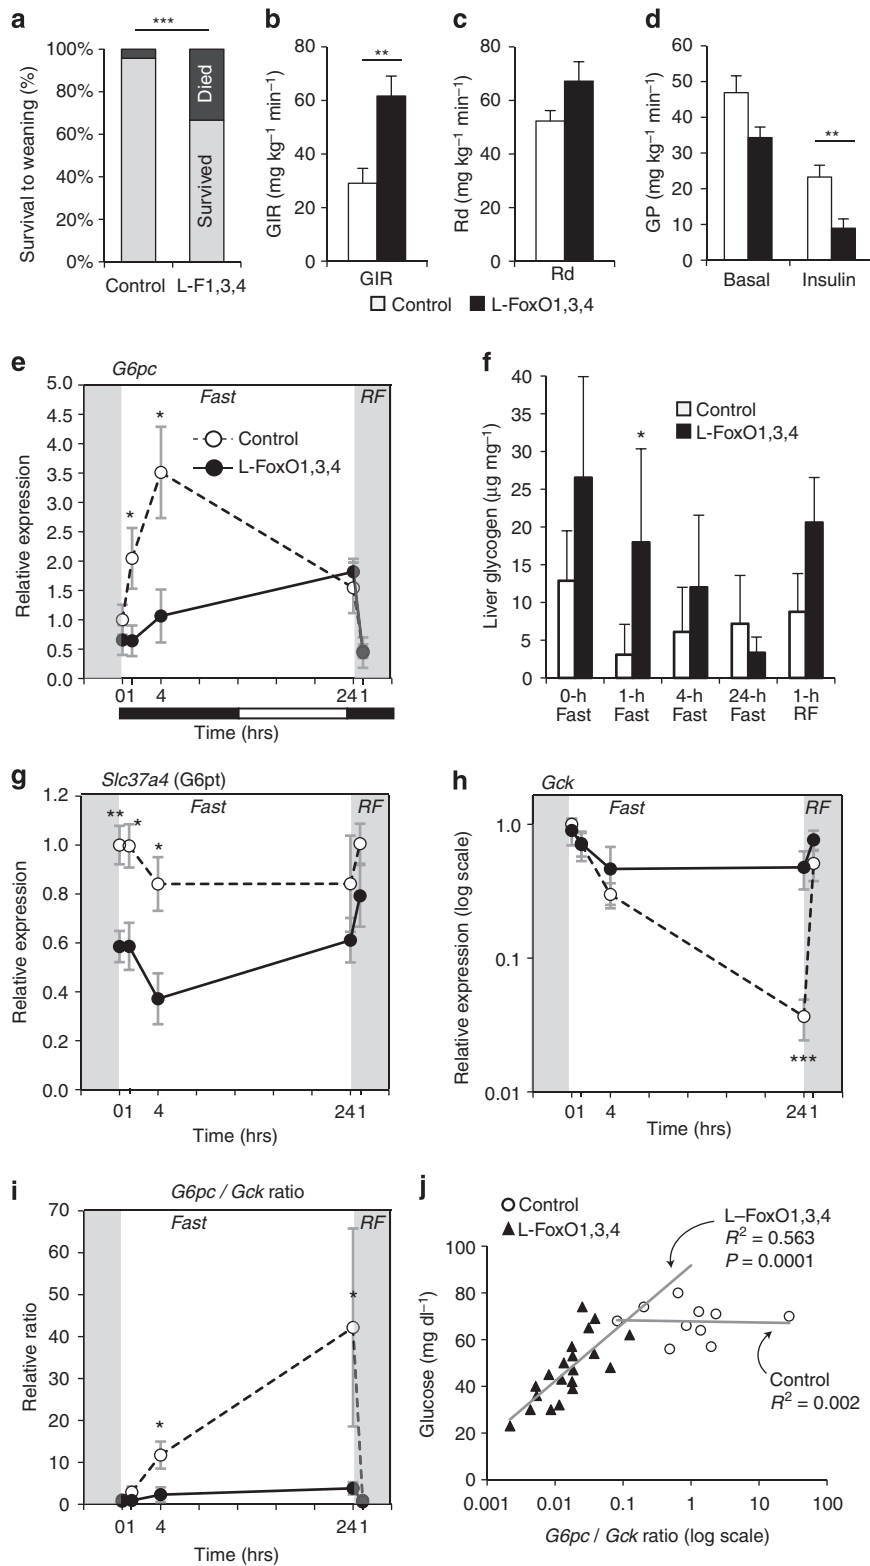 a
***
Survival to weaning (%)
100%
80%
60%
40%
20%
0%
Died
Survived
Control L-F1,3,4
b
**
GIR (mg kg−1 min−1)
80
60
40
20
0
GIR
c
Rd (mg kg−1 min−1)
80
60
40
20
0
Rd
d
**
GP (mg kg−1 min−1)
60
50
40
30
20
10
0
Basal Insulin
Control L-FoxO1,3,4
e
G6pc
Fast RF
Relative expression
5.0
4.5
4.0
3.5
3.0
2.5
2.0
1.5
1.0
0.5
0.0
*
*
Control
L-FoxO1,3,4
01 4 24 1
Time (hrs)
f
Liver glycogen (µg mg−1)
40
35
30
25
20
15
10
5
0
Control
L-FoxO1,3,4
*
0-h 1-h 4-h 24-h 1-h
Fast Fast Fast Fast RF
g
Slc37a4 (G6pt)
Fast RF
Relative expression
1.2
1.0
0.8
0.6
0.4
0.2
0.0
**
*
*
01 4 24 1
Time (hrs)
h
Gck
Fast RF
Relative expression (log scale)
1.0
0.1
0.01
***
01 4 24 1
Time (hrs)
i
G6pc / Gck ratio
Fast RF
Relative ratio
70
60
50
40
30
20
10
0
*
*
01 4 24 1
Time (hrs)
j
Control
L-FoxO1,3,4
L–FoxO1,3,4
R2 = 0.563
P = 0.0001
Glucose (mg dl−1)
100
80
60
40
20
0
Control
R2 = 0.002
0.001 0.01 0.1 1 10 100
G6pc / Gck ratio (log scale)